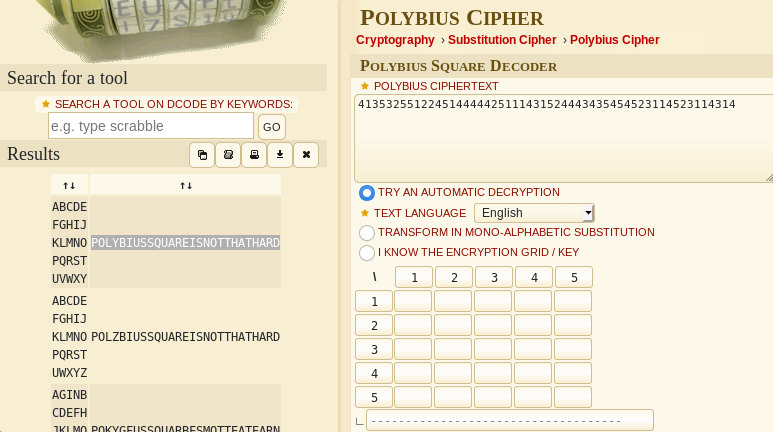 Search for a tool
SEARCH A TOOL ON DCODE BY KEYWORDS:
e.g. type scrabble
GO
Results
↑↓ ↑↓
ABCDE
FGHIJ
KLMNO POLYBIUSSQUAREISNOTTHATHARD
PQRST
UVWXY
ABCDE
FGHIJ
KLMNO POLZBIUSSQUAREISNOTTHATHARD
PQRST
UWXYZ
AGINB
CDEFH
POLYBIUS CIPHER
Cryptography › Substitution Cipher › Polybius Cipher
POLYBIUS SQUARE DECODER
POLYBIUS CIPHERTEXT
TRY AN AUTOMATIC DECRYPTION
TEXT LANGUAGE English
TRANSFORM IN MONO-ALPHABETIC SUBSTITUTION
I KNOW THE ENCRYPTION GRID / KEY
\ 1 2 3 4 5
1
2
3
4
5